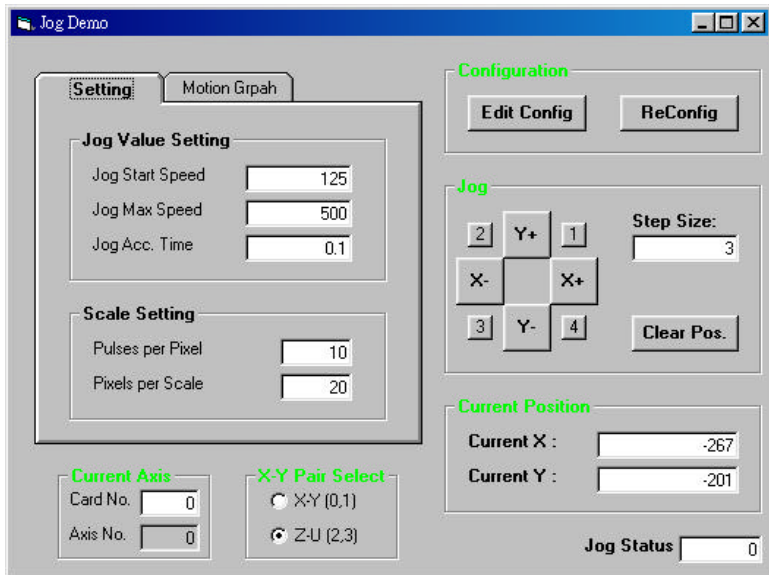 Jog Demo
Setting
Motion Grpah
Jog Value Setting
Jog Start Speed 125
Jog Max Speed 500
Jog Acc. Time 0.1
Scale Setting
Pulses per Pixel 10
Pixels per Scale 20
Current Axis
Card No. 0
Axis No. 0
X-Y Pair Select
X-Y (0,1)
Z-U (2,3)
Configuration
Edit Config
ReConfig
Jog
2 Y+ 1
X- X+
3 Y- 4
Step Size:
3
Clear Pos.
Current Position
Current X : -267
Current Y : -201
Jog Status 0